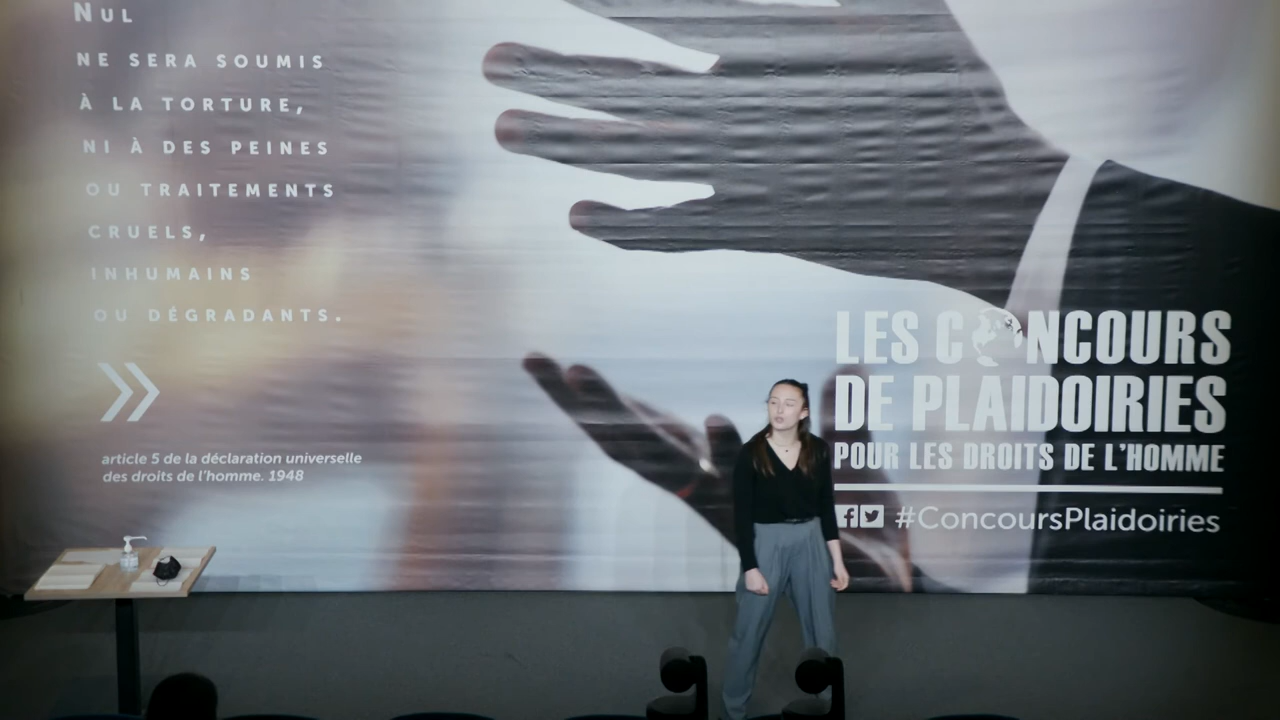 NUL
NE SERA SOUMIS
À LA TORTURE,
NI À DES PEINES
OU TRAITEMENTS
CRUELS,
INHUMAINS
OU DÉGRADANTS.
»
article 5 de la déclaration universelle
des droits de l'homme. 1948
LES CONCOURS
DE PLAIDOIRIES
POUR LES DROITS DE L'HOMME
#ConcoursPlaidoiries